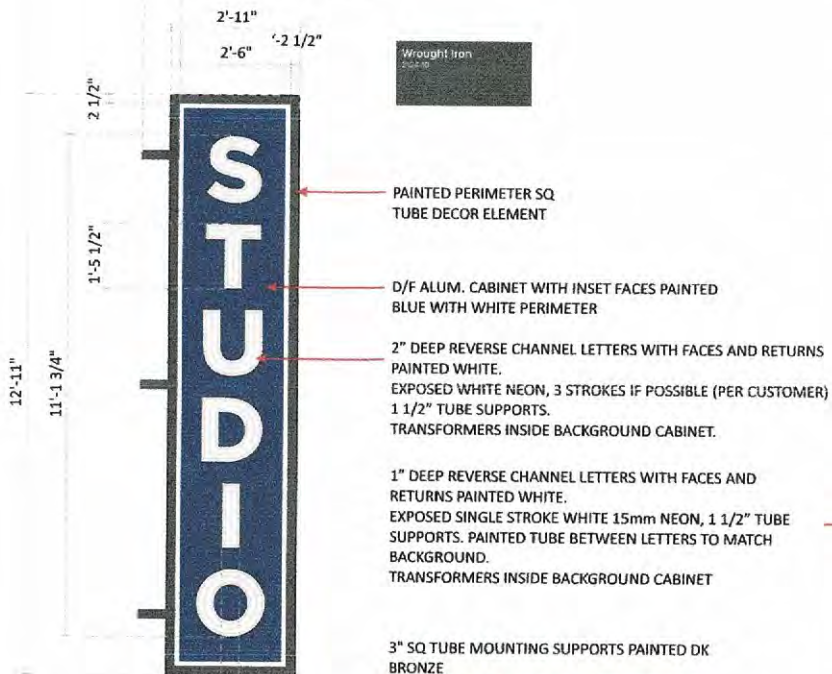 2'-11"
2'-6"
'-2 1/2"
Wrought Iron
2 1/2"
PAINTED PERIMETER SQ
TUBE DECOR ELEMENT
1'-5 1/2"
D/F ALUM. CABINET WITH INSET FACES PAINTED
BLUE WITH WHITE PERIMETER
2" DEEP REVERSE CHANNEL LETTERS WITH FACES AND RETURNS
PAINTED WHITE.
EXPOSED WHITE NEON, 3 STROKES IF POSSIBLE (PER CUSTOMER)
1 1/2" TUBE SUPPORTS.
TRANSFORMERS INSIDE BACKGROUND CABINET.
12'-11"
11'-1 3/4"
1" DEEP REVERSE CHANNEL LETTERS WITH FACES AND
RETURNS PAINTED WHITE.
EXPOSED SINGLE STROKE WHITE 15mm NEON, 1 1/2" TUBE
SUPPORTS. PAINTED TUBE BETWEEN LETTERS TO MATCH
BACKGROUND.
TRANSFORMERS INSIDE BACKGROUND CABINET
3" SQ TUBE MOUNTING SUPPORTS PAINTED DK
BRONZE
S
T
U
D
I
O